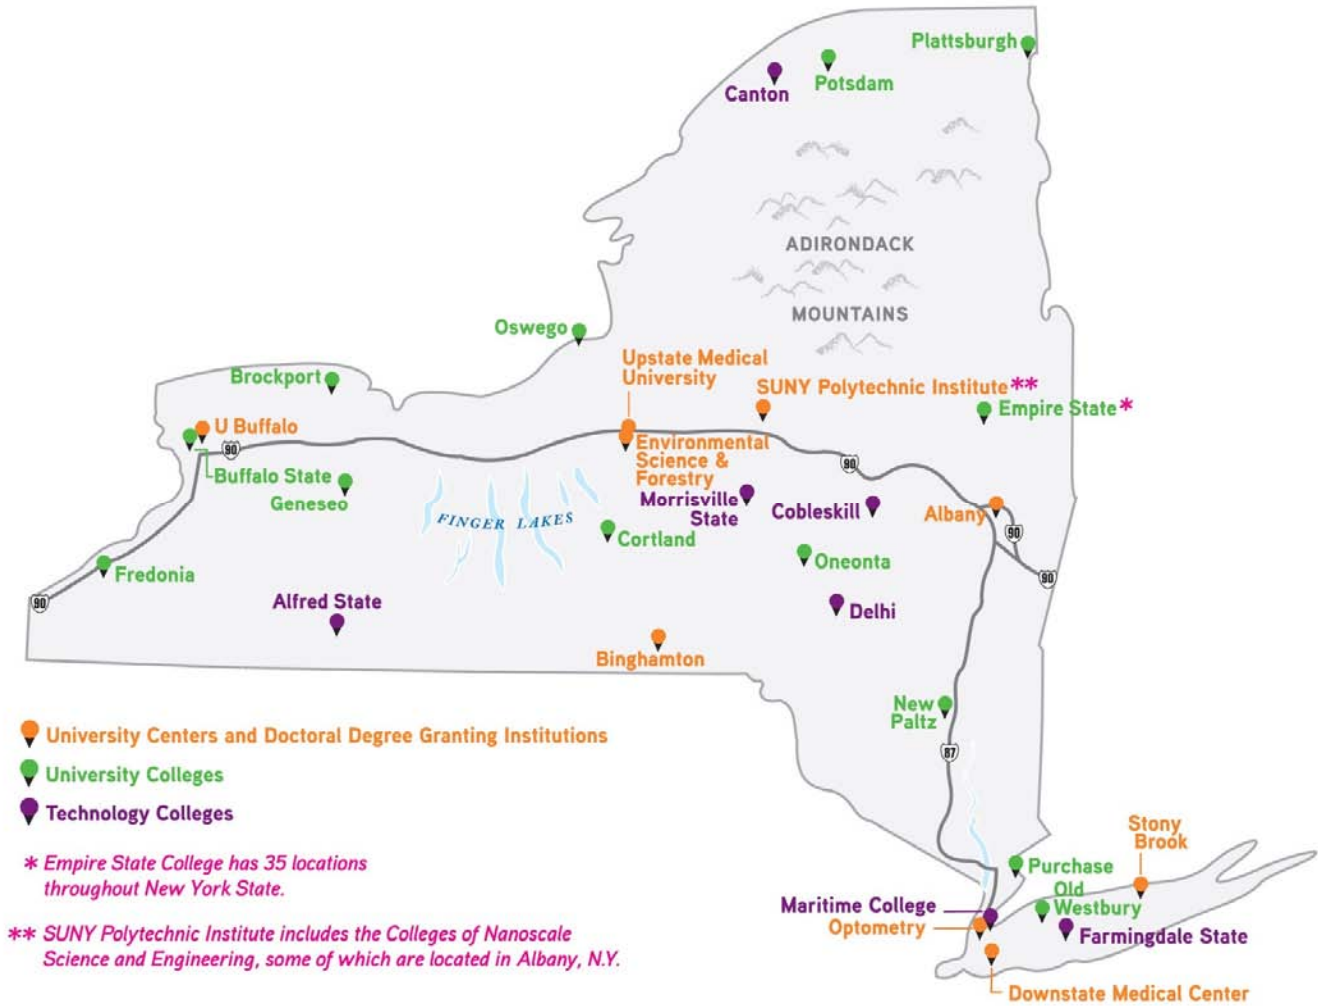 Plattsburgh
Potsdam
Canton
ADIRONDACK
MOUNTAINS
Oswego
Upstate Medical
University
Brockport
SUNY Polytechnic Institute**
Empire State*
U Buffalo
90
Environmental
Science &
Forestry
90
Buffalo State
Geneseo
Morrisville
State
Cobleskill
Albany
FINGER LAKES
Cortland
90
Oneonta
Fredonia
90
90
Alfred State
Delhi
Binghamton
New
Paltz
87
University Centers and Doctoral Degree Granting Institutions
University Colleges
Technology Colleges
* Empire State College has 35 locations
throughout New York State.
** SUNY Polytechnic Institute includes the Colleges of Nanoscale
Science and Engineering, some of which are located in Albany, N.Y.
Stony
Brook
Purchase
Old
Westbury
Maritime College
Optometry
Farmingdale State
Downstate Medical Center